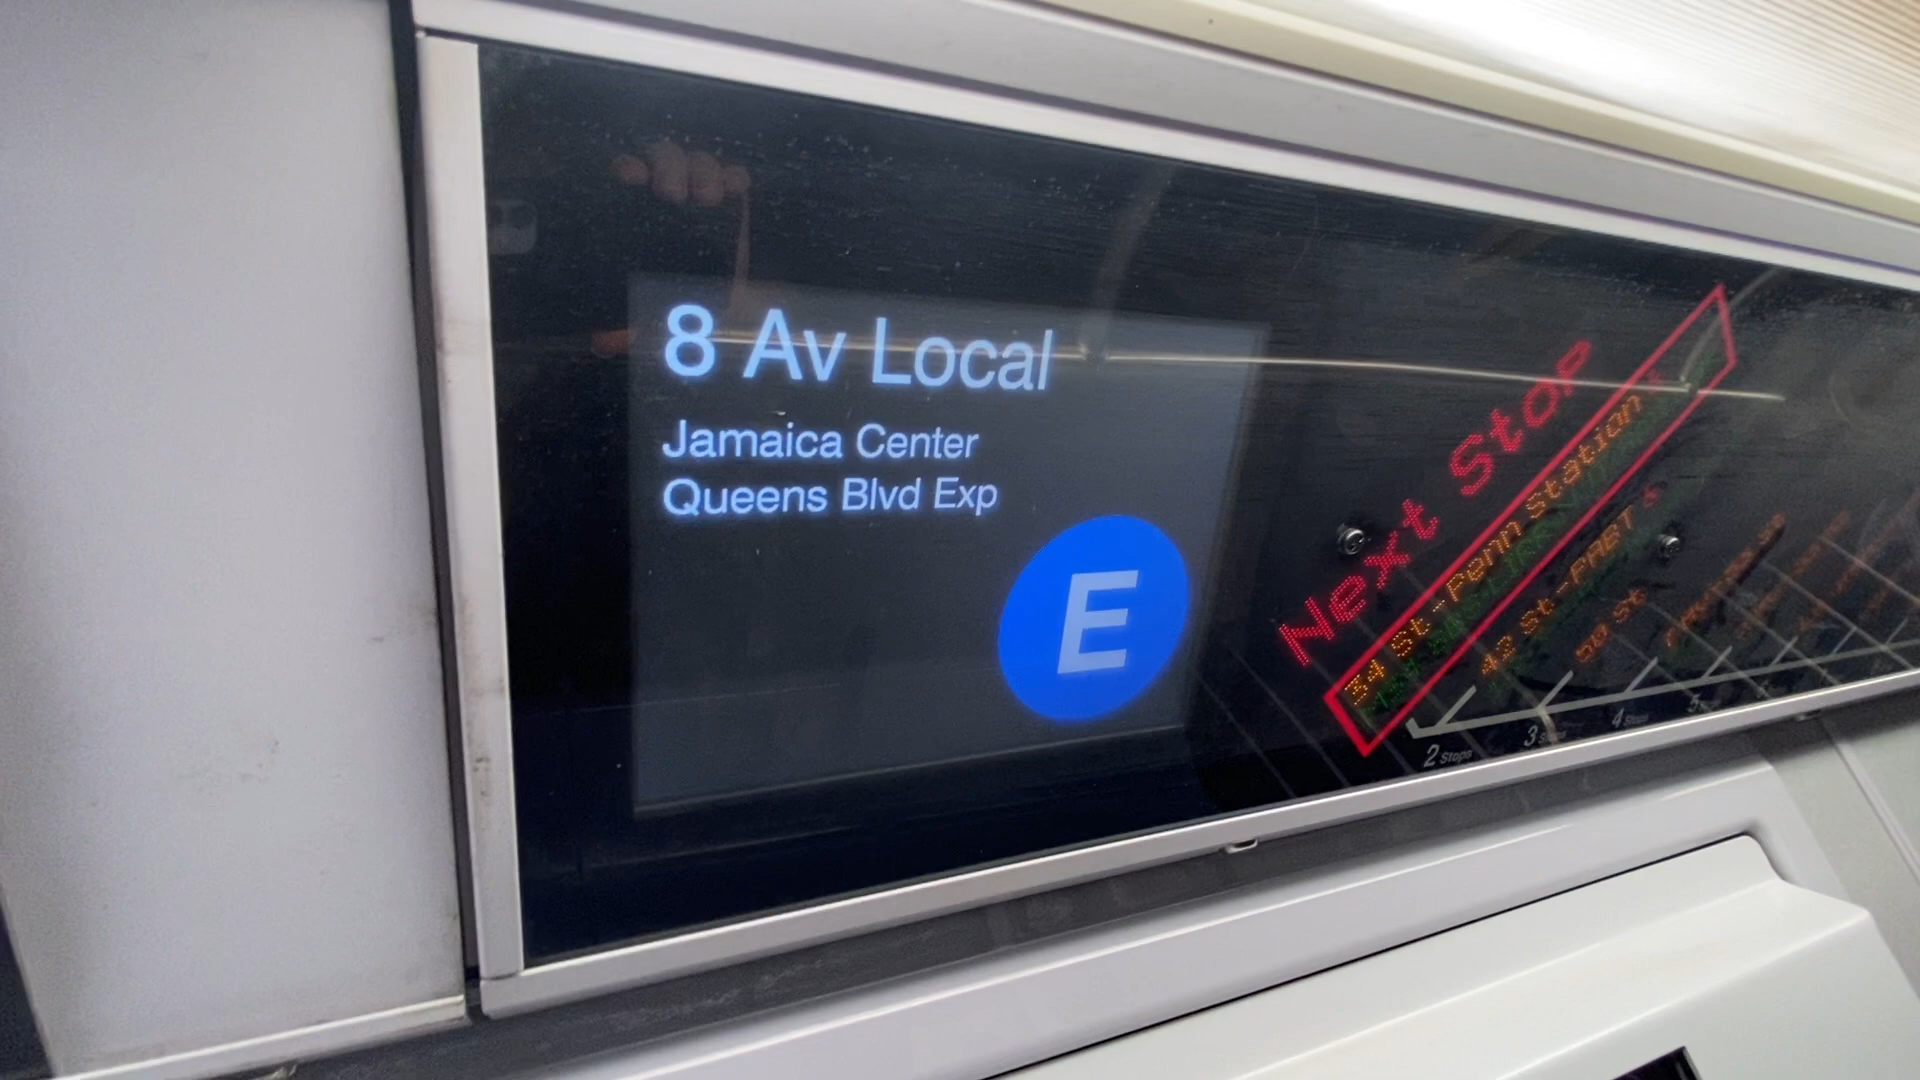 8 Av Local
Jamaica Center
Queens Blvd Exp
E
Next Stop
34 St-Penn Station
42 St-PABT
50 St
2 Stops
3 Stops
4 Stops
5